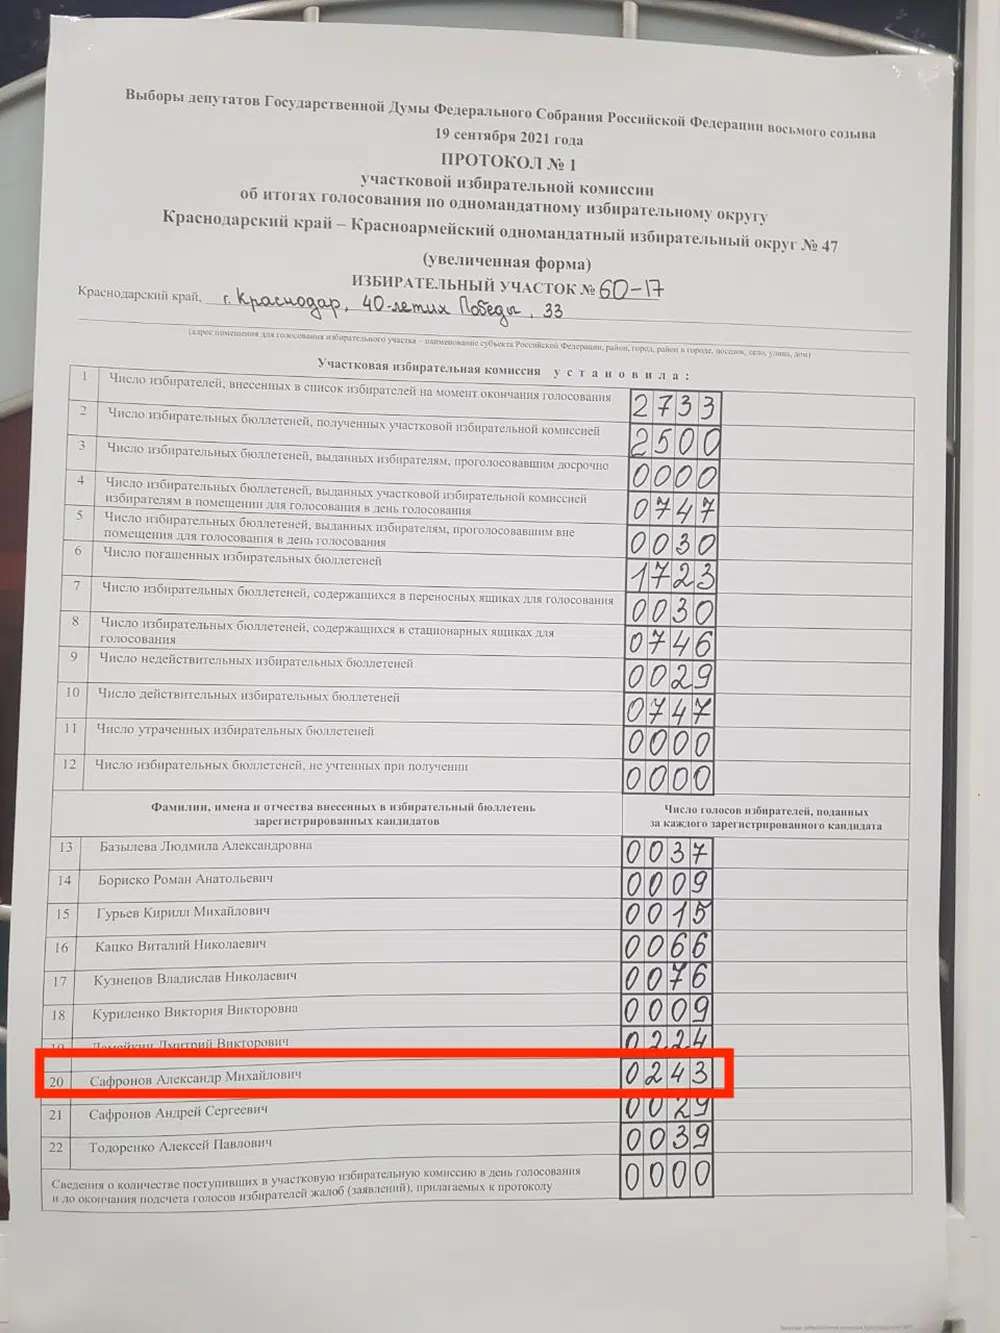 Выборы депутатов Государственной Думы Федерального Собрания Российской Федерации восьмого созыва
19 сентября 2021 года
ПРОТОКОЛ № 1
участковой избирательной комиссии
об итогах голосования по одномандатному избирательному округу
Краснодарский край – Красноармейский одномандатный избирательный округ № 47
(увеличенная форма)
ИЗБИРАТЕЛЬНЫЙ УЧАСТОК № 60-17
Краснодарский край, г. Краснодар, 40-летия Победы, 33
(адрес помещения для голосования избирательного участка – наименование субъекта Российской Федерации, район, город, район в городе, поселок, село, улица, дом)
Участковая избирательная комиссия установила:
1 Число избирателей, внесенных в список избирателей на момент окончания голосования 2733
2 Число избирательных бюллетеней, полученных участковой избирательной комиссией 2500
3 Число избирательных бюллетеней, выданных избирателям, проголосовавшим досрочно 0000
4 Число избирательных бюллетеней, выданных участковой избирательной комиссией
избирателям в помещении для голосования в день голосования 0747
5 Число избирательных бюллетеней, выданных избирателям, проголосовавшим вне
помещения для голосования в день голосования 0030
6 Число погашенных избирательных бюллетеней 1723
7 Число избирательных бюллетеней, содержащихся в переносных ящиках для голосования 0030
8 Число избирательных бюллетеней, содержащихся в стационарных ящиках для
голосования 0746
9 Число недействительных избирательных бюллетеней 0029
10 Число действительных избирательных бюллетеней 0747
11 Число утраченных избирательных бюллетеней 0000
12 Число избирательных бюллетеней, не учтенных при получении 0000
Фамилии, имена и отчества внесенных в избирательный бюллетень
зарегистрированных кандидатов
Число голосов избирателей, поданных
за каждого зарегистрированного кандидата
13 Базылева Людмила Александровна 0037
14 Бориско Роман Анатольевич 0009
15 Гурьев Кирилл Михайлович 0015
16 Кацко Виталий Николаевич 0066
17 Кузнецов Владислав Николаевич 0076
18 Куриленко Виктория Викторовна 0009
19 Ламейкин Дмитрий Викторович 0224
20 Сафронов Александр Михайлович 0243
21 Сафронов Андрей Сергеевич 0029
22 Тодоренко Алексей Павлович 0039
Сведения о количестве поступивших в участковую избирательную комиссию в день голосования
и до окончания подсчета голосов избирателей жалоб (заявлений), прилагаемых к протоколу 0000